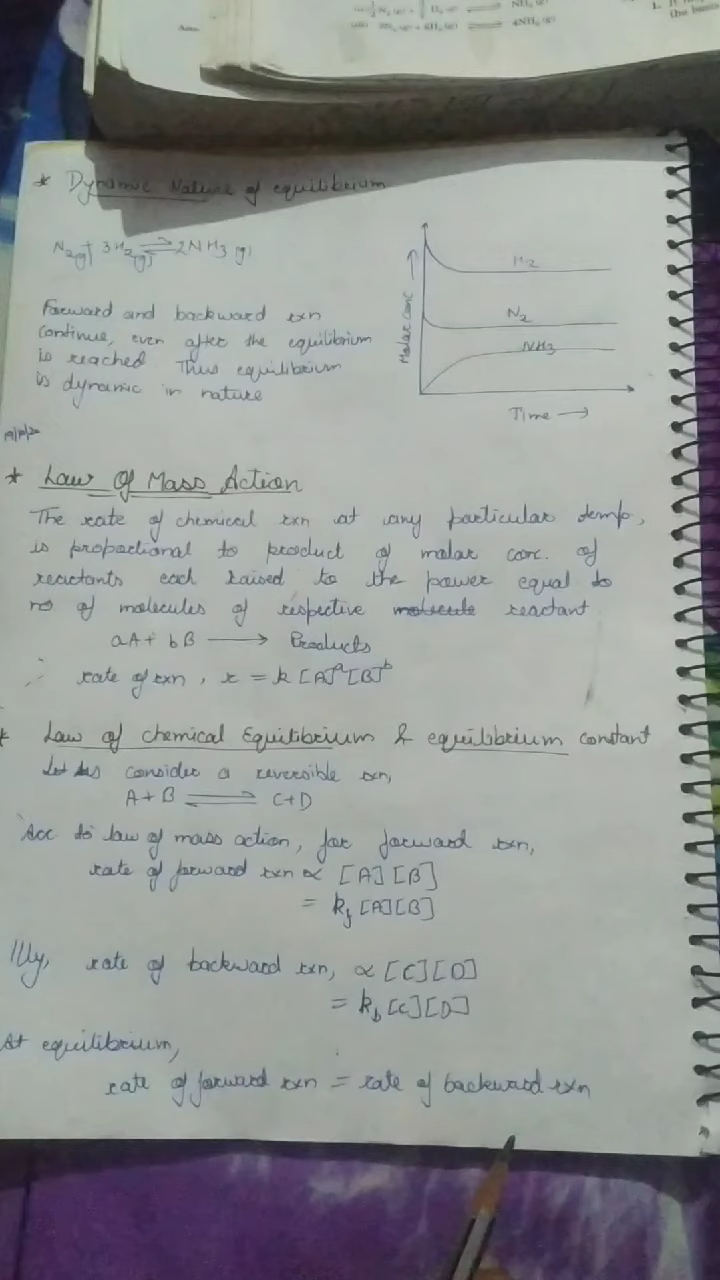 NH₃ (g)
4NH₃ (g)
* Dynamic Nature of equilibrium
N₂(g) + 3H₂(g) ⇌ 2NH₃ (g)
Forward and backward rxn
continue, even after the equilibrium
is reached. Thus equilibrium
is dynamic in nature
Molar conc →
H₂
N₂
NH₃
Time →
* Law Of Mass Action
The rate of chemical rxn at any particular temp,
is propotional to product of molar conc. of
reactants each raised to the power equal to
no of molecules of respective reactant
aA + bB → Products
∴ rate of rxn, r = k [A]ᵃ[B]ᵇ
* Law of chemical Equilibrium & equilibrium constant
Let us consider a reversible rxn,
A + B ⇌ C+D
Acc to law of mass action, for forward rxn,
rate of forward rxn ∝ [A][B]
= kf [A][B]
lllly, rate of backward rxn, ∝ [C][D]
= kb [C][D]
At equilibrium,
rate of forward rxn = rate of backward rxn